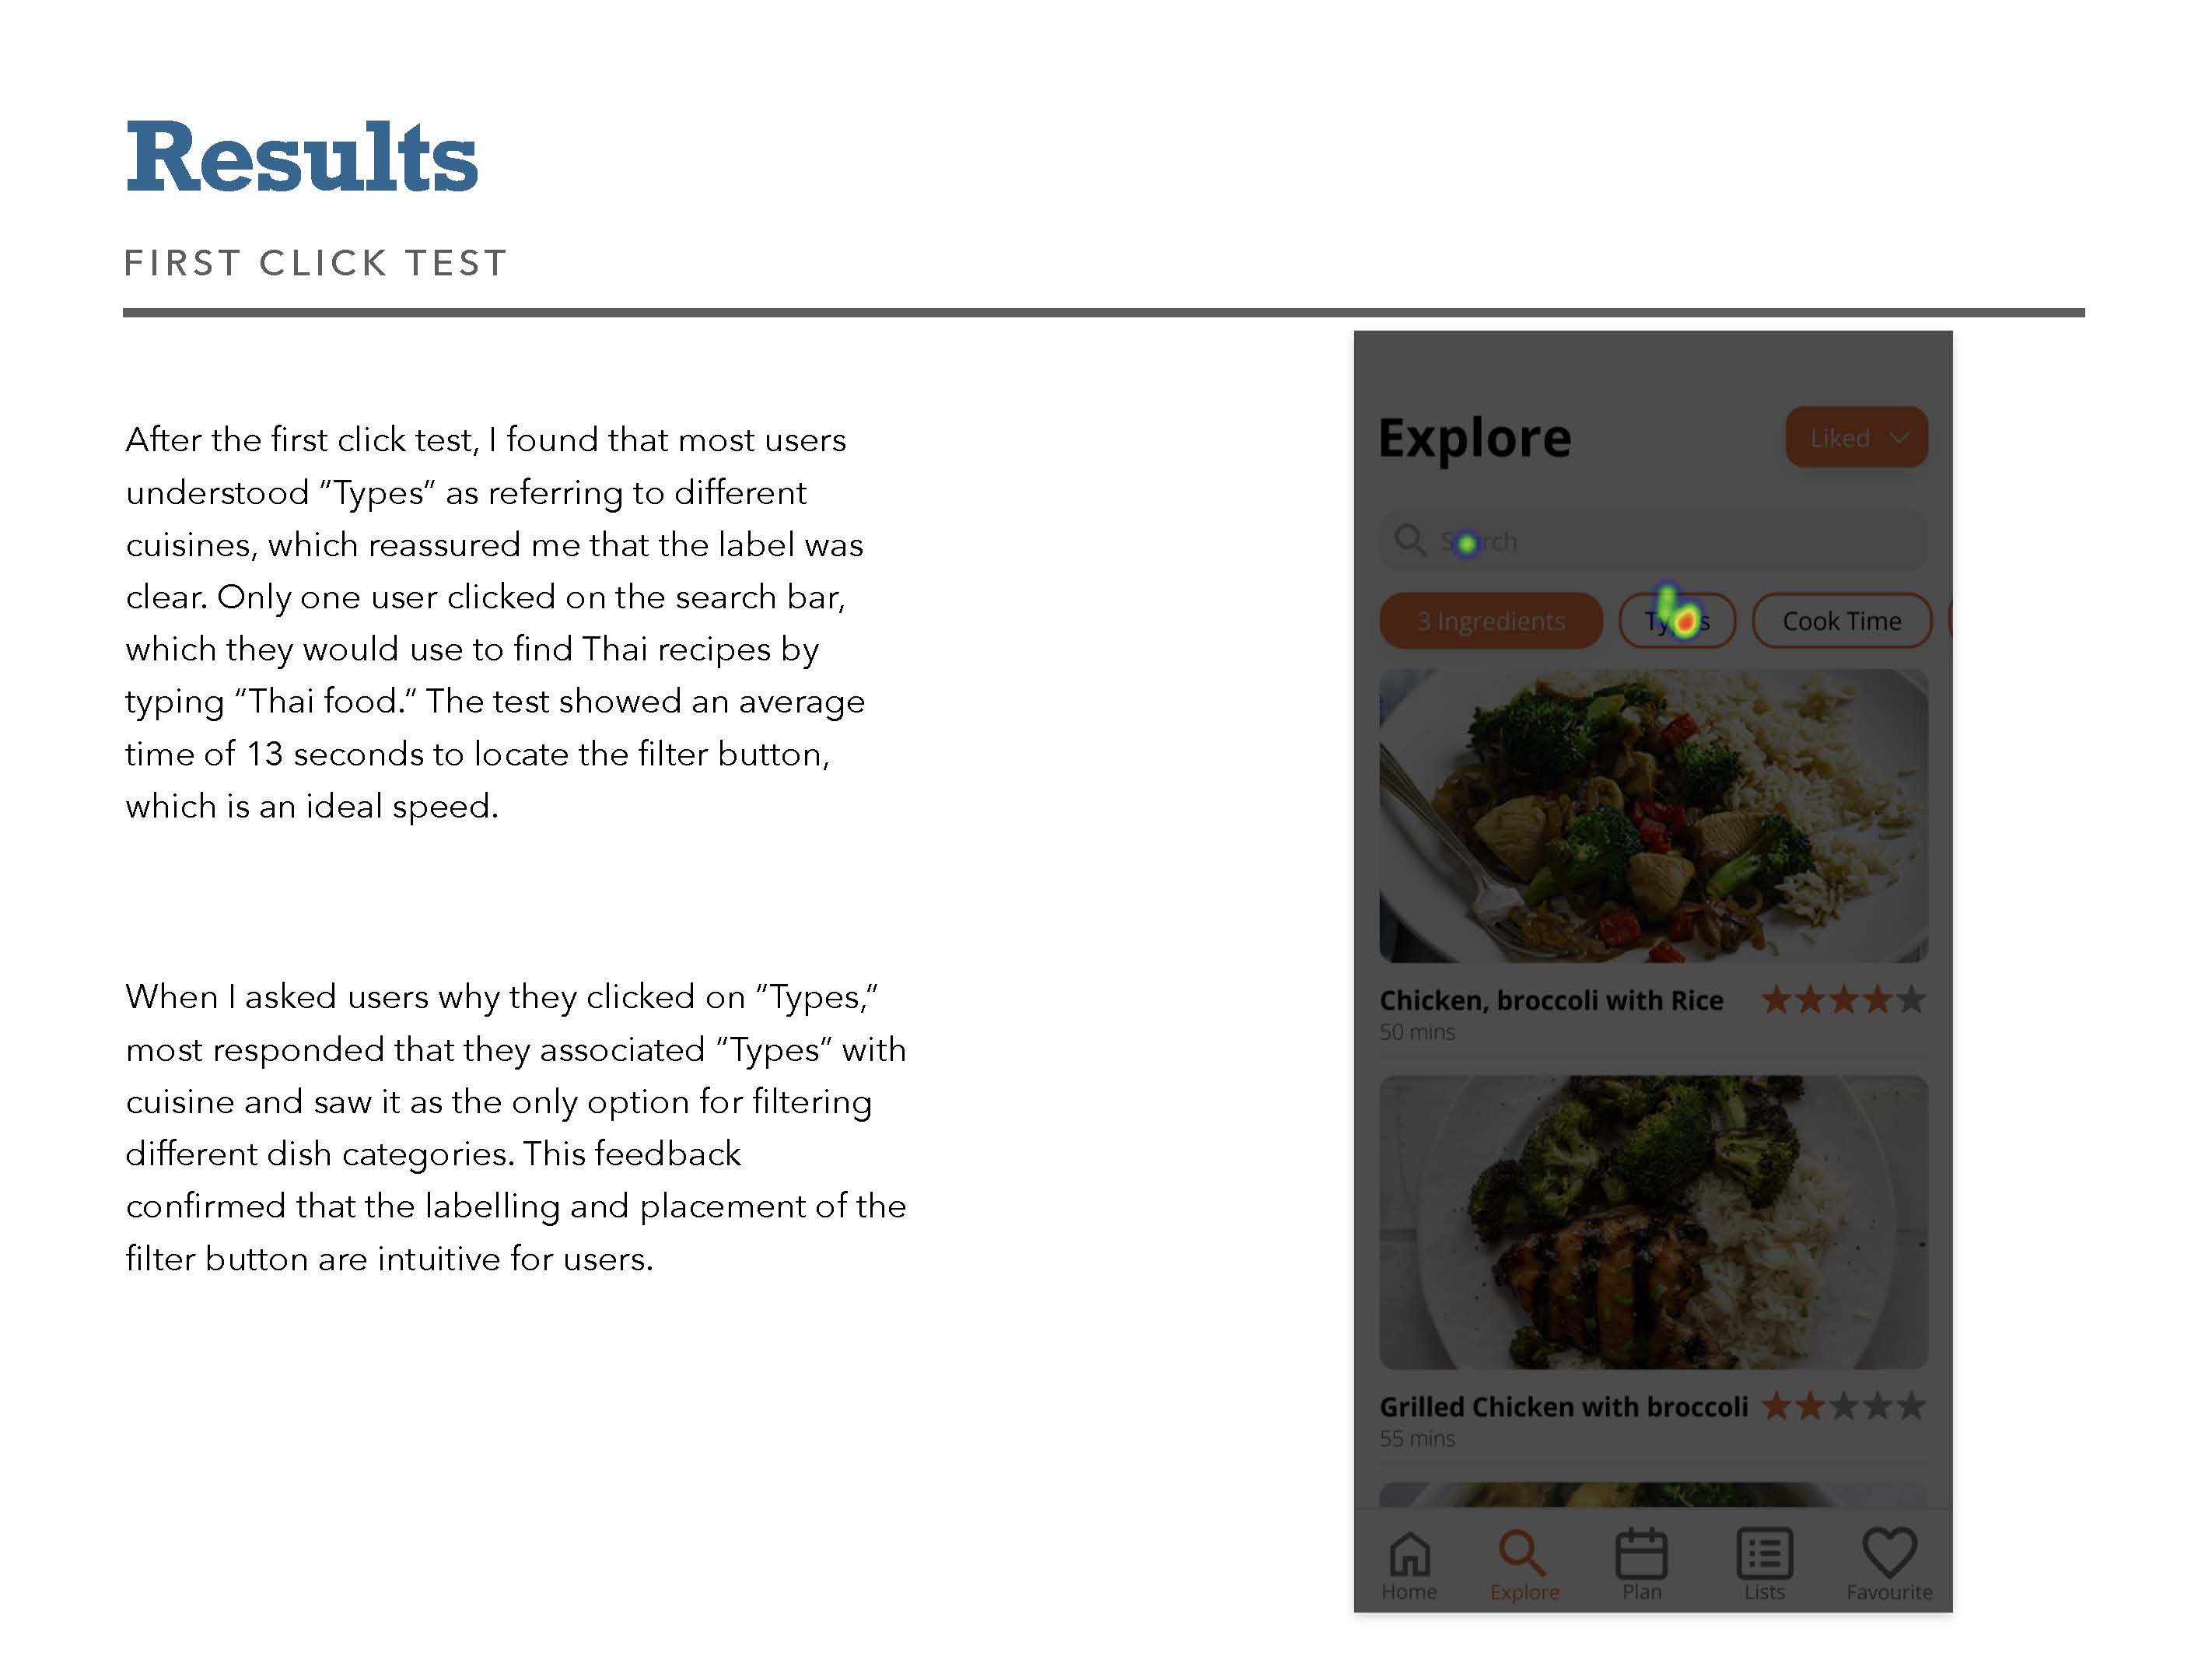 Results
FIRST CLICK TEST
After the first click test, I found that most users
understood “Types” as referring to different
cuisines, which reassured me that the label was
clear. Only one user clicked on the search bar,
which they would use to find Thai recipes by
typing “Thai food.” The test showed an average
time of 13 seconds to locate the filter button,
which is an ideal speed.
When I asked users why they clicked on “Types,”
most responded that they associated “Types” with
cuisine and saw it as the only option for filtering
different dish categories. This feedback
confirmed that the labelling and placement of the
filter button are intuitive for users.
Explore
Liked
Search
3 Ingredients
Types
Cook Time
Chicken, broccoli with Rice
50 mins
Grilled Chicken with broccoli
55 mins
Home
Explore
Plan
Lists
Favourite